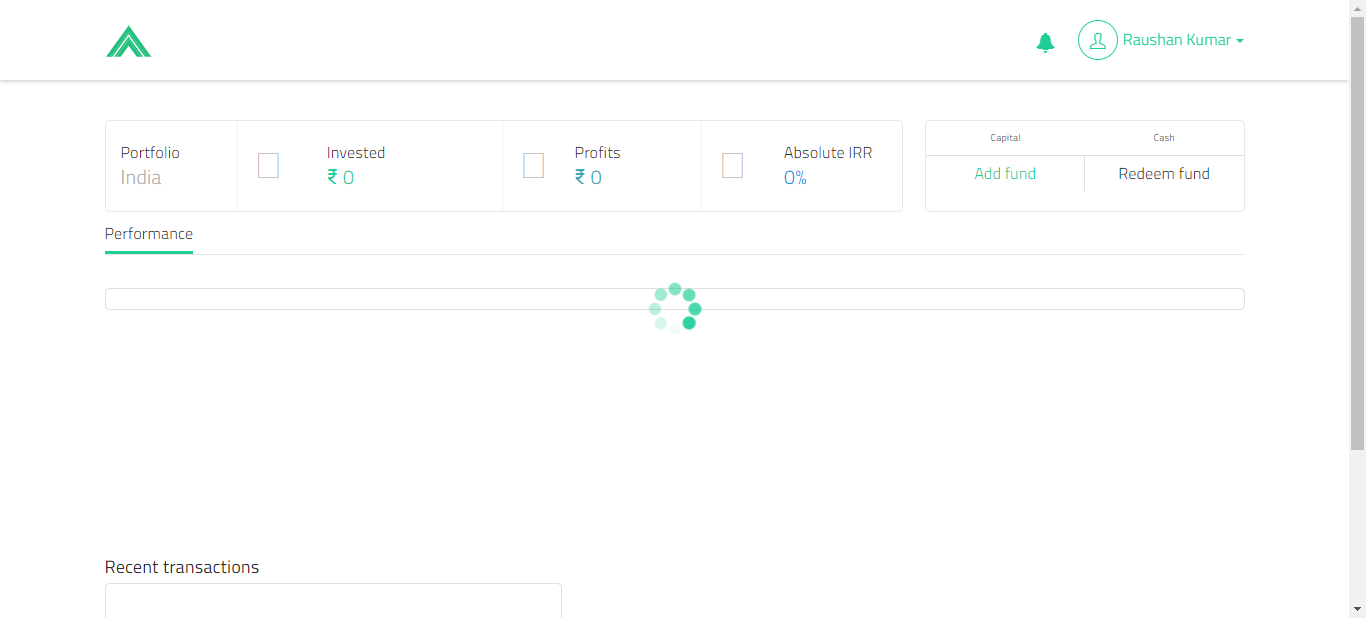 Raushan Kumar
Portfolio
India
Invested
₹ 0
Profits
₹ 0
Absolute IRR
0%
Capital
Cash
Add fund
Redeem fund
Performance
Recent transactions